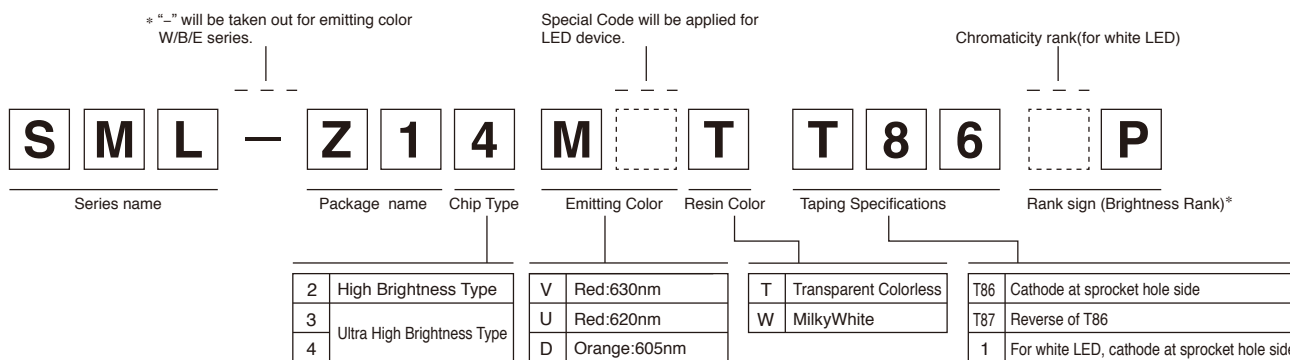 * “–” will be taken out for emitting color
W/B/E series.
Special Code will be applied for
LED device.
Chromaticity rank(for white LED)
S M L – Z 1 4 M T T 8 6 P
Series name
Package name
Chip Type
Emitting Color
Resin Color
Taping Specifications
Rank sign (Brightness Rank)*
2 High Brightness Type
3
4
Ultra High Brightness Type
V Red:630nm
U Red:620nm
D Orange:605nm
T Transparent Colorless
W MilkyWhite
T86 Cathode at sprocket hole side
T87 Reverse of T86
1 For white LED, cathode at sprocket hole side